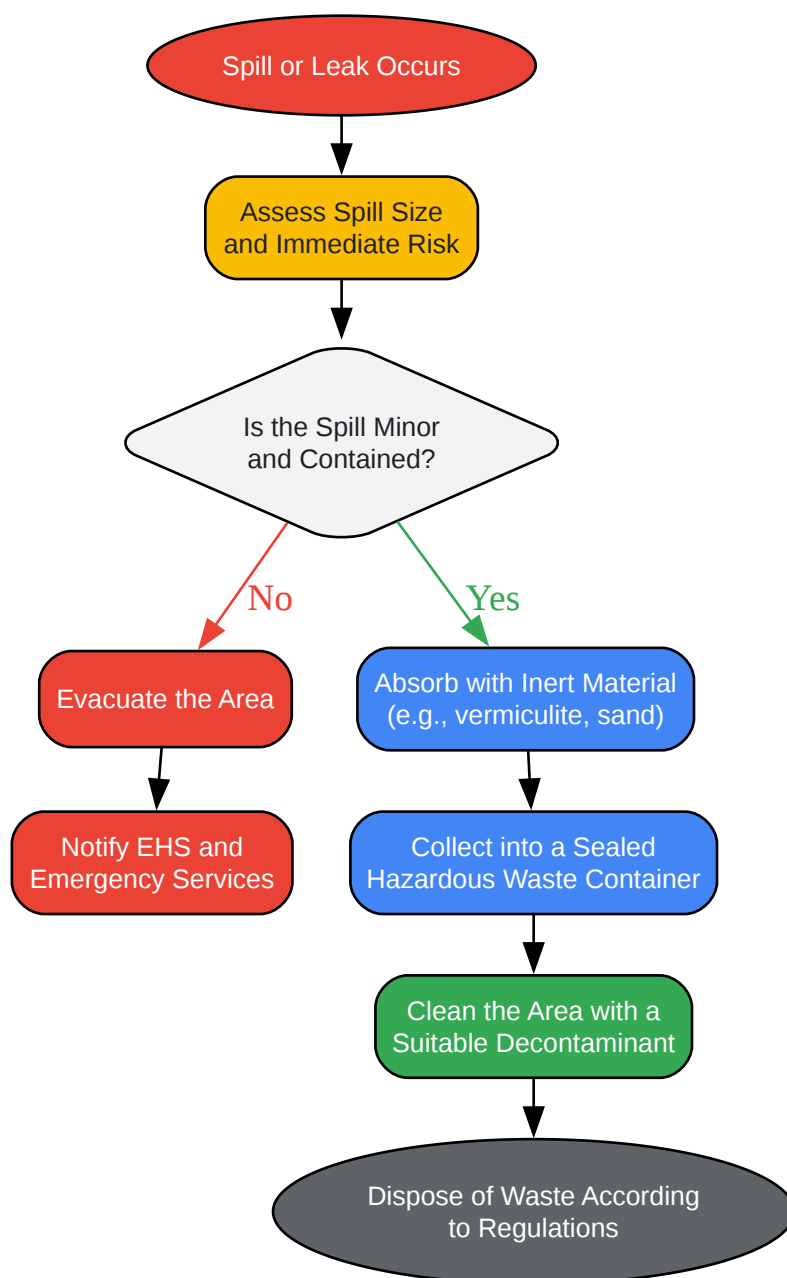 Spill or Leak Occurs
Assess Spill Size
and Immediate Risk
Is the Spill Minor
and Contained?
No
Yes
Evacuate the Area
Absorb with Inert Material
(e.g., vermiculite, sand)
Notify EHS and
Emergency Services
Collect into a Sealed
Hazardous Waste Container
Clean the Area with a
Suitable Decontaminant
Dispose of Waste According
to Regulations